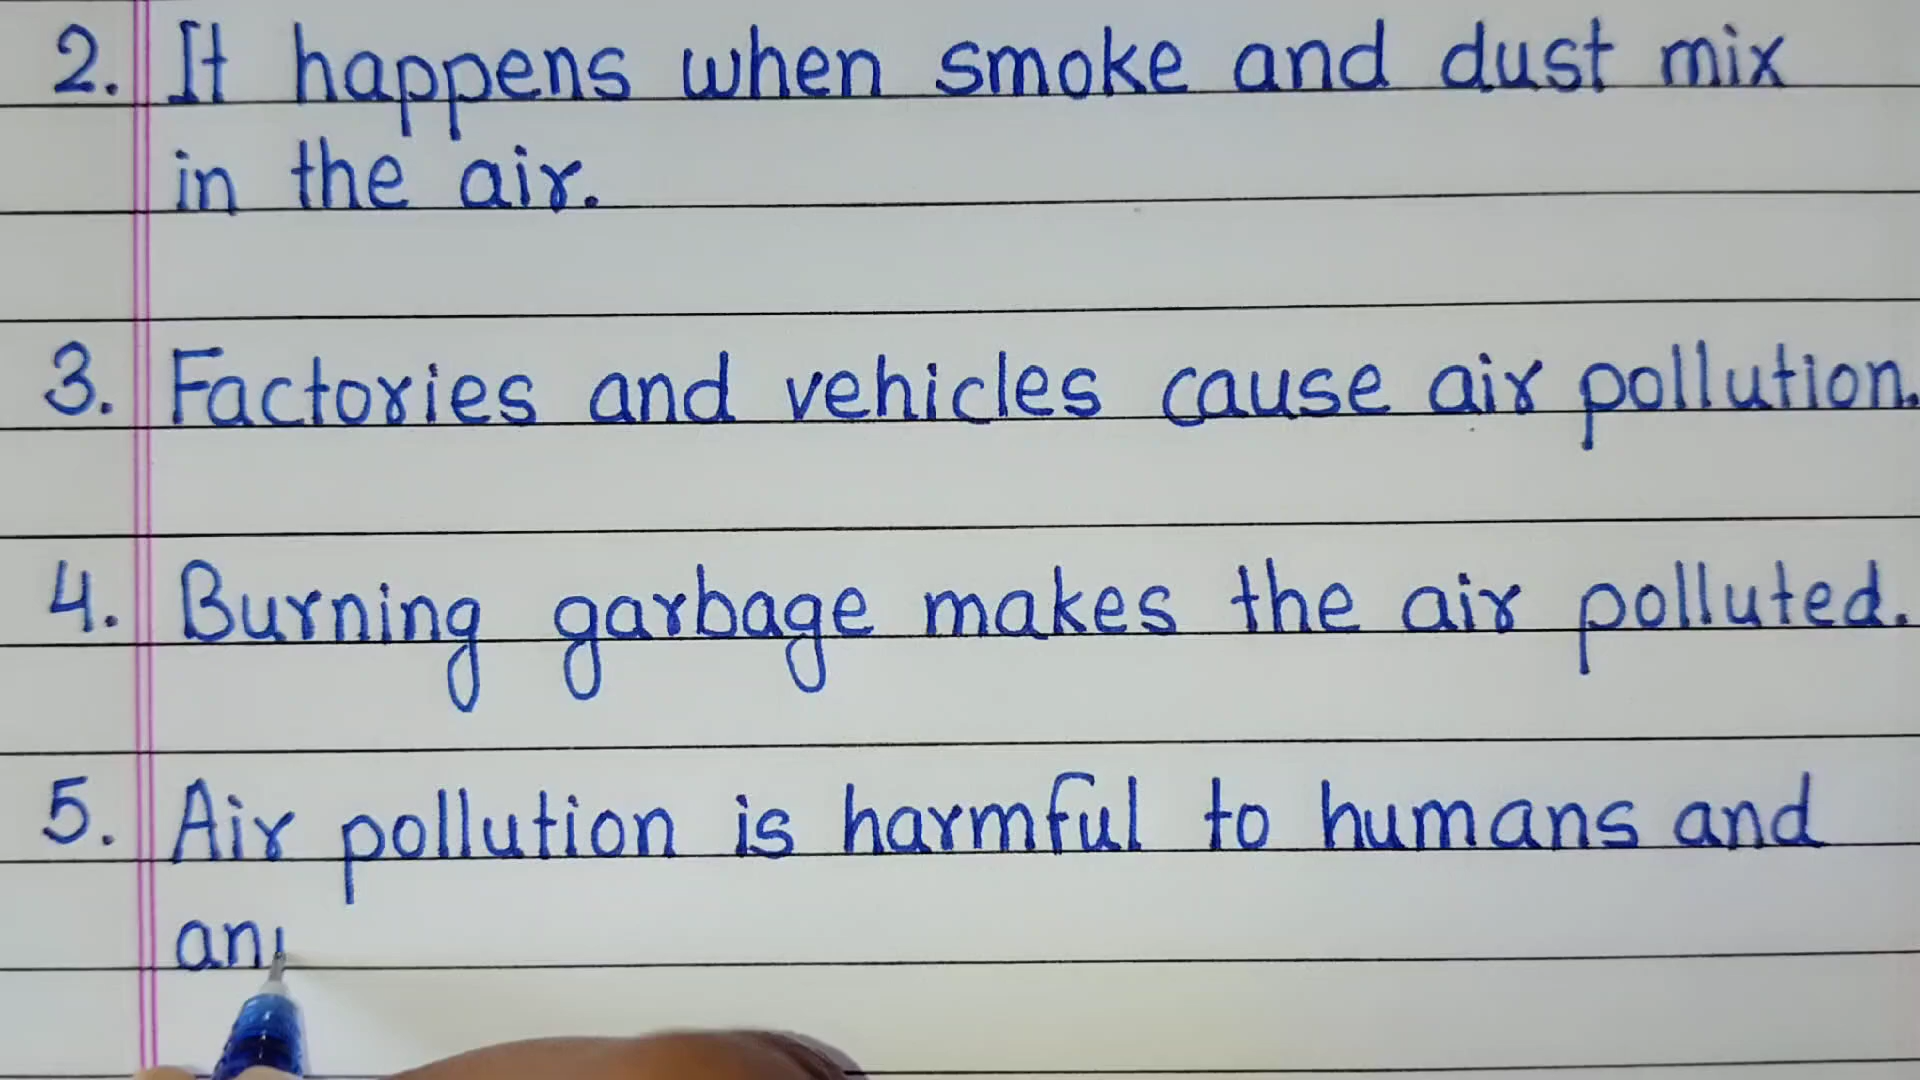 2. It happens when smoke and dust mix
in the air.
3. Factories and vehicles cause air pollution.
4. Burning garbage makes the air polluted.
5. Air pollution is harmful to humans and